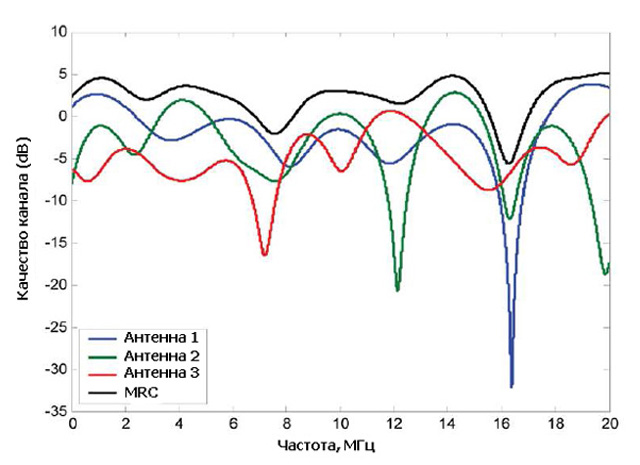 10
5
0
-5
-10
-15
-20
-25
-30
-35
Качество канала (dB)
Антенна 1
Антенна 2
Антенна 3
MRC
0 2 4 6 8 10 12 14 16 18 20
Частота, МГц